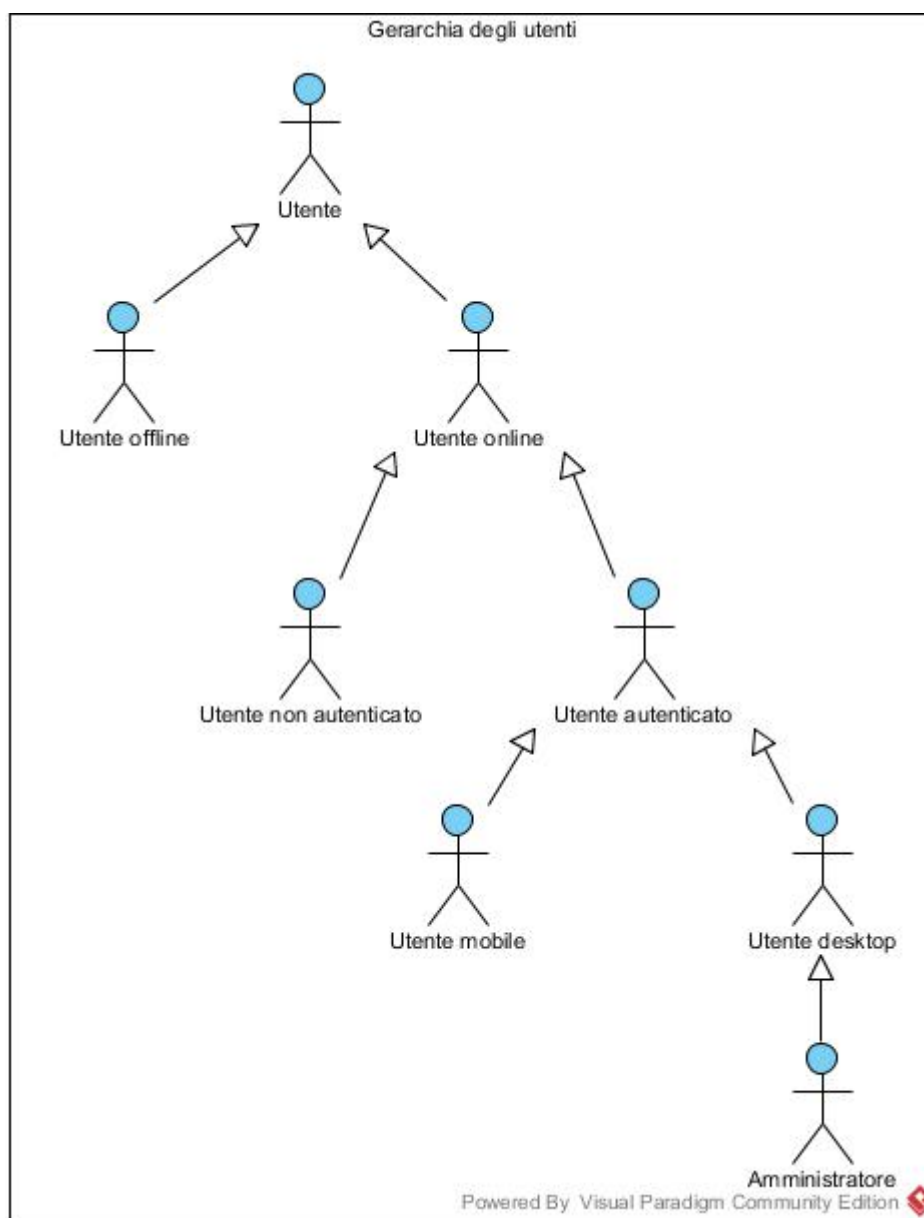 Gerarchia degli utenti
Utente
Utente offline
Utente online
Utente non autenticato
Utente autenticato
Utente mobile
Utente desktop
Amministratore
Powered By Visual Paradigm Community Edition